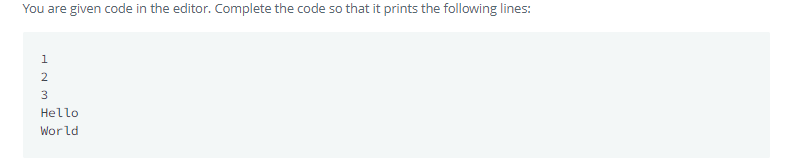 You are given code in the editor. Complete the code so that it prints the following lines:
1
2
3
Hello
World